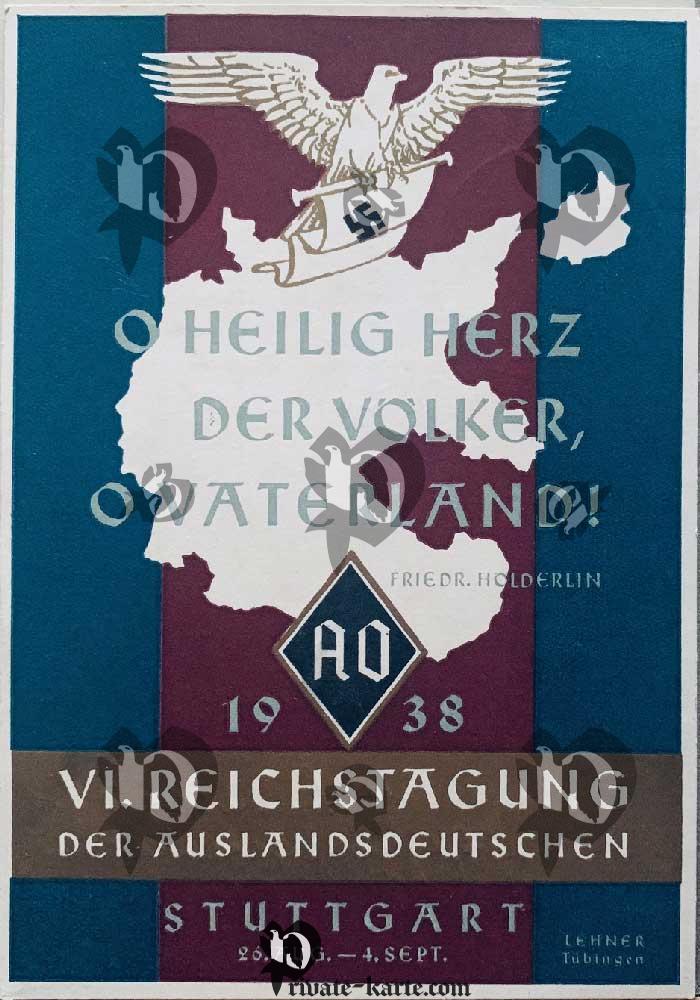 O HEILIG HERZ
DER VÖLKER,
O VATERLAND!
FRIEDR. HÖLDERLIN
AO
19 38
VI. REICHSTAGUNG
DER AUSLANDSDEUTSCHEN
STUTTGART
26. AUG. — 4. SEPT.
LEHNER
Tübingen
Private-karte.com